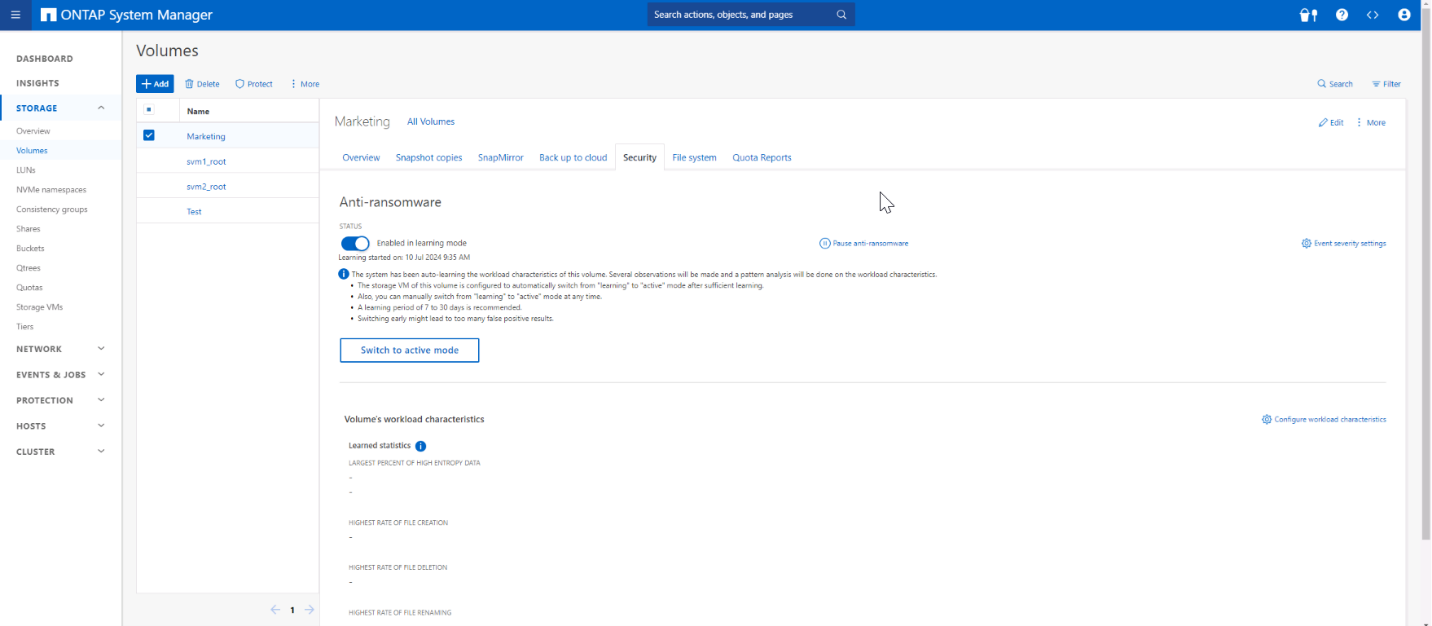 ONTAP System Manager
Search actions, objects, and pages
DASHBOARD
INSIGHTS
STORAGE
Overview
Volumes
LUNs
NVMe namespaces
Consistency groups
Shares
Buckets
Qtrees
Quotas
Storage VMs
Tiers
NETWORK
EVENTS & JOBS
PROTECTION
HOSTS
CLUSTER
Volumes
Add Delete Protect More
Search Filter
Name
Marketing
svm1_root
svm2_root
Test
1
Marketing All Volumes
Edit More
Overview Snapshot copies SnapMirror Back up to cloud Security File system Quota Reports
Anti-ransomware
STATUS
Enabled in learning mode
Pause anti-ransomware
Event severity settings
Learning started on: 10 Jul 2024 9:35 AM
The system has been auto-learning the workload characteristics of this volume. Several observations will be made and a pattern analysis will be done on the workload characteristics.
• The storage VM of this volume is configured to automatically switch from "learning" to "active" mode after sufficient learning.
• Also, you can manually switch from "learning" to "active" mode at any time.
• A learning period of 7 to 30 days is recommended.
• Switching early might lead to too many false positive results.
Switch to active mode
Volume's workload characteristics
Configure workload characteristics
Learned statistics
LARGEST PERCENT OF HIGH ENTROPY DATA
-
-
HIGHEST RATE OF FILE CREATION
-
HIGHEST RATE OF FILE DELETION
-
HIGHEST RATE OF FILE RENAMING